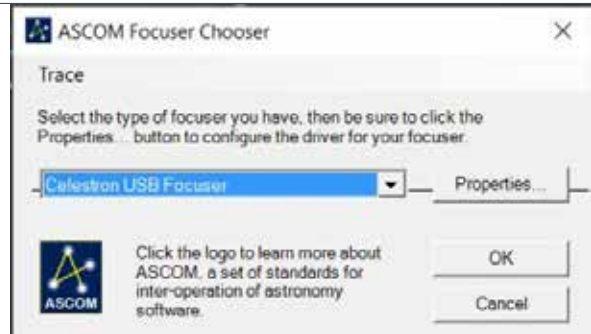 ASCOM Focuser Chooser
Trace
Select the type of focuser you have, then be sure to click the
Properties... button to configure the driver for your focuser.
Celestron USB Focuser
Properties...
Click the logo to learn more about
ASCOM, a set of standards for
inter-operation of astronomy
software.
ASCOM
OK
Cancel